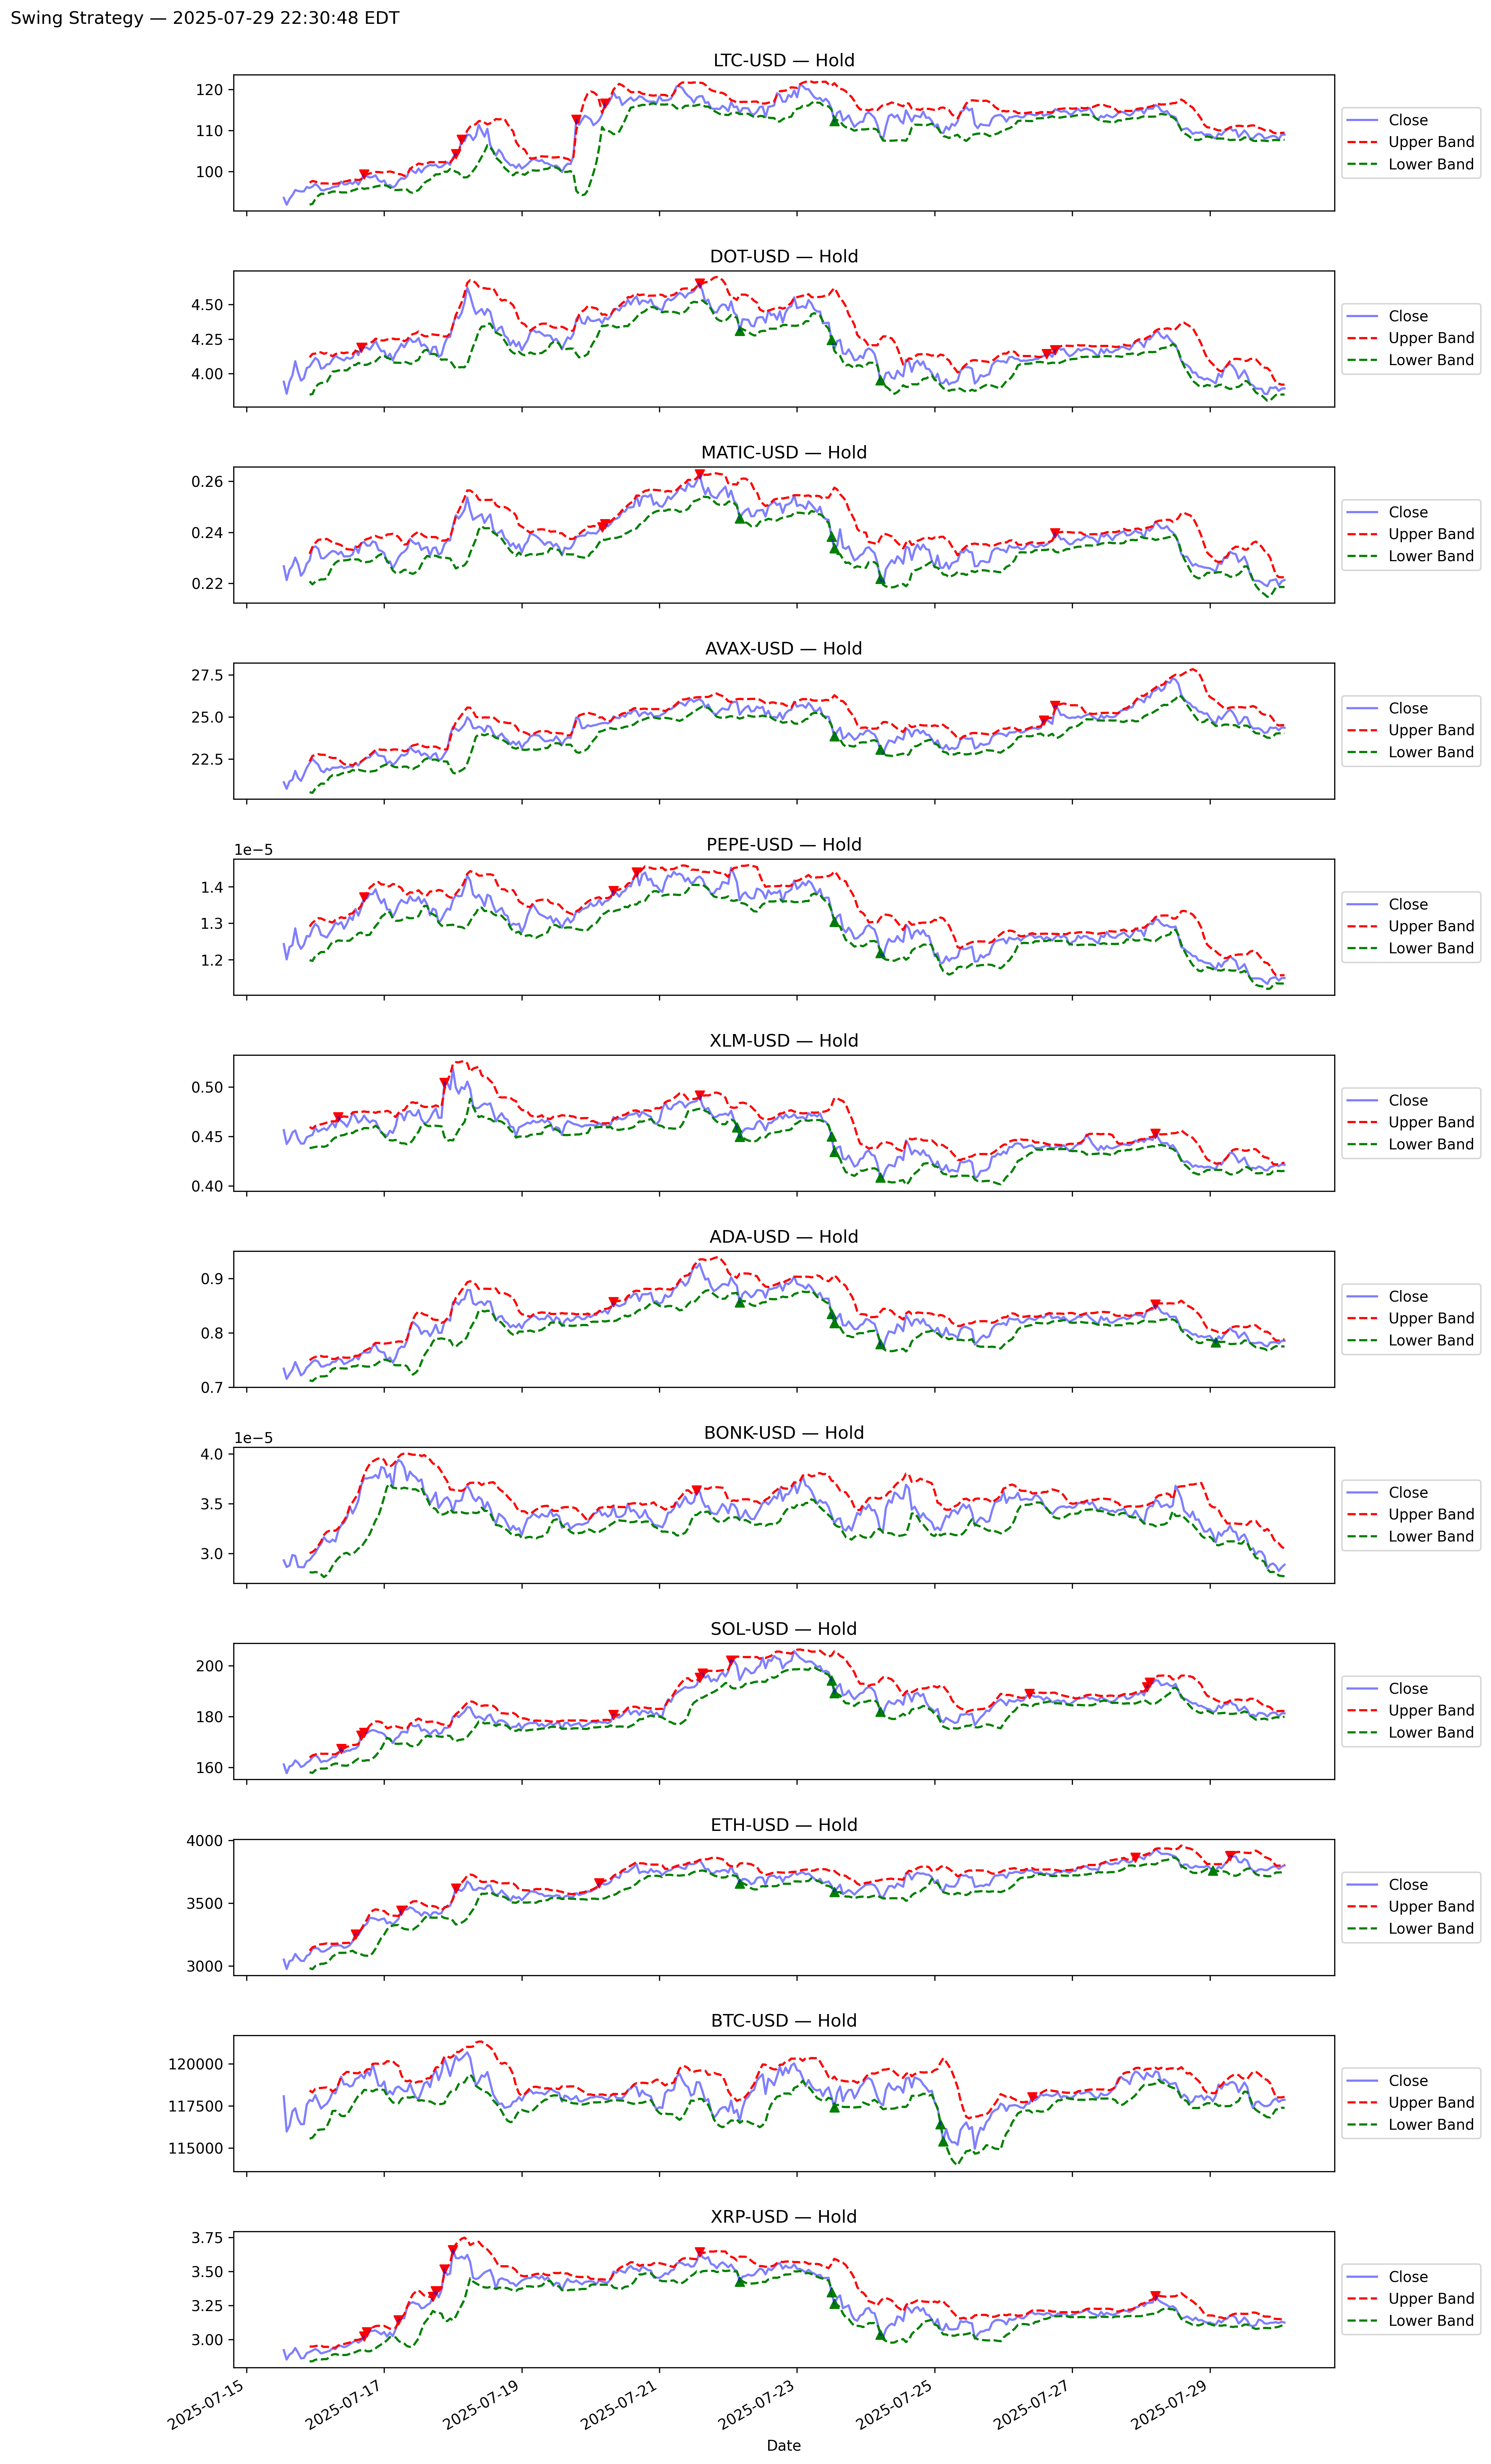 Swing Strategy — 2025-07-29 22:30:48 EDT
LTC-USD — Hold
120
110
100
Close
Upper Band
Lower Band
DOT-USD — Hold
4.50
4.25
4.00
Close
Upper Band
Lower Band
MATIC-USD — Hold
0.26
0.24
0.22
Close
Upper Band
Lower Band
AVAX-USD — Hold
27.5
25.0
22.5
Close
Upper Band
Lower Band
PEPE-USD — Hold
1e−5
1.4
1.3
1.2
Close
Upper Band
Lower Band
XLM-USD — Hold
0.50
0.45
0.40
Close
Upper Band
Lower Band
ADA-USD — Hold
0.9
0.8
0.7
Close
Upper Band
Lower Band
BONK-USD — Hold
1e−5
4.0
3.5
3.0
Close
Upper Band
Lower Band
SOL-USD — Hold
200
180
160
Close
Upper Band
Lower Band
ETH-USD — Hold
4000
3500
3000
Close
Upper Band
Lower Band
BTC-USD — Hold
120000
117500
115000
Close
Upper Band
Lower Band
XRP-USD — Hold
3.75
3.50
3.25
3.00
Close
Upper Band
Lower Band
2025-07-15
2025-07-17
2025-07-19
2025-07-21
2025-07-23
2025-07-25
2025-07-27
2025-07-29
Date